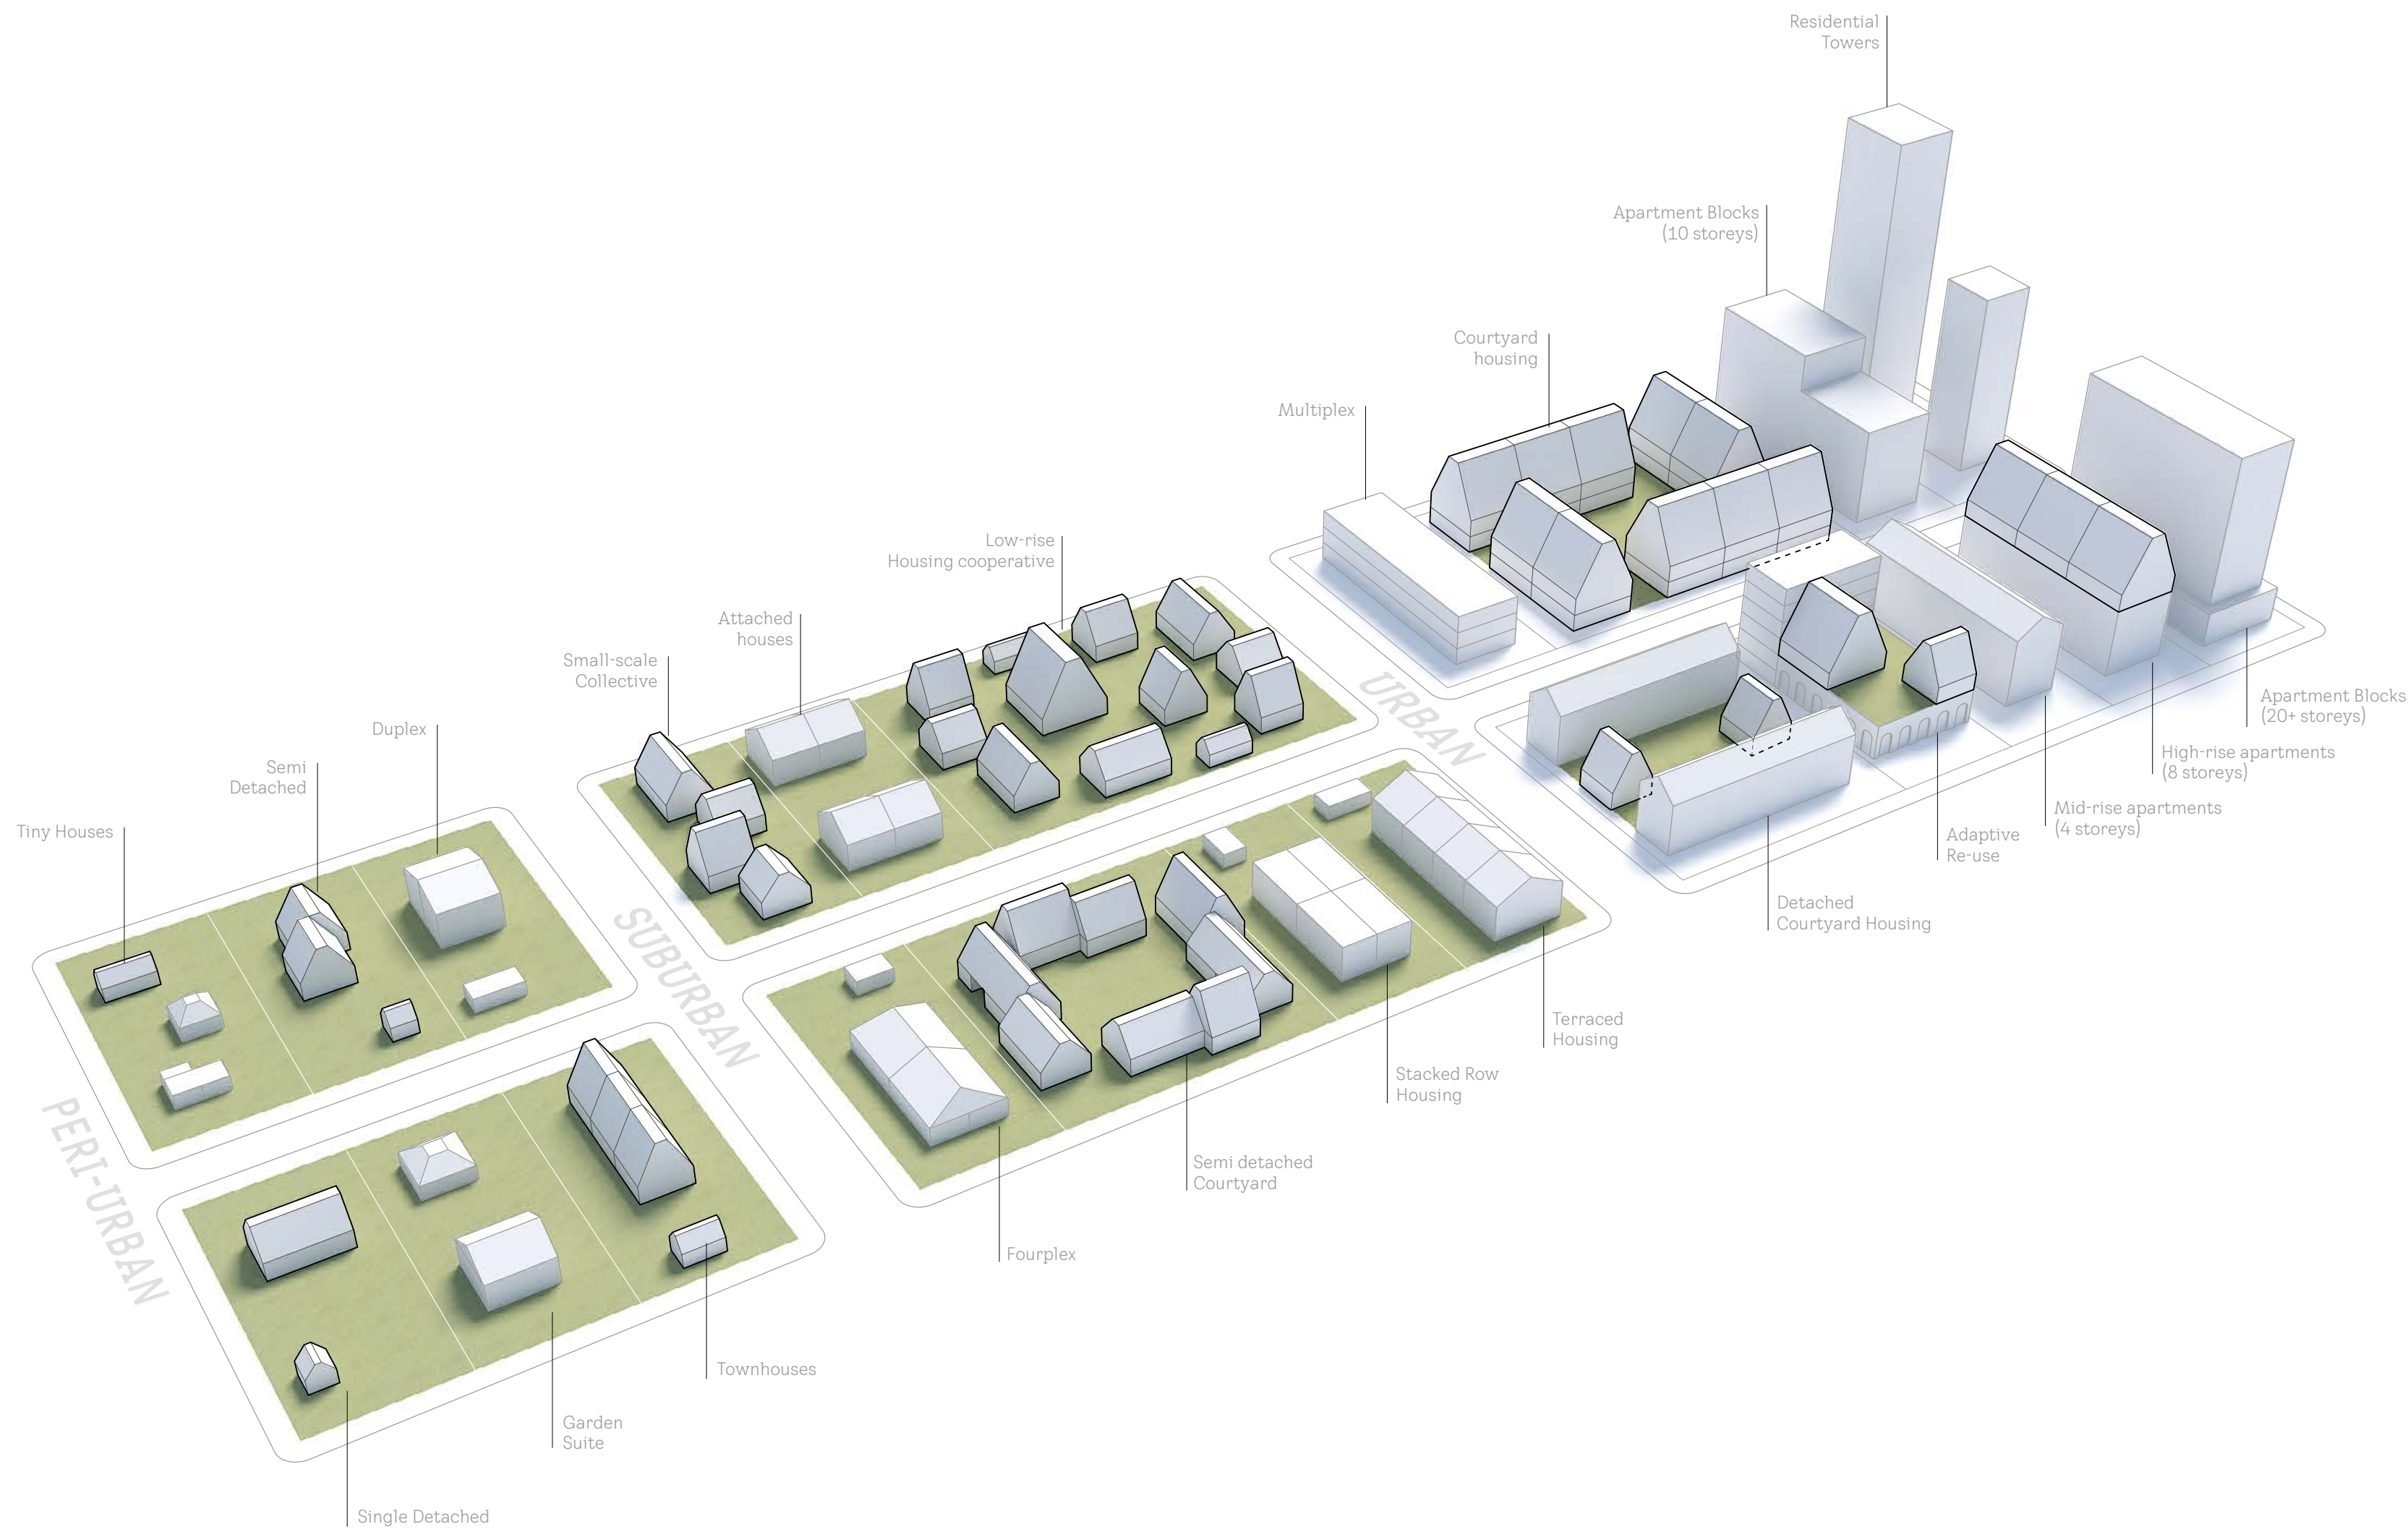 Residential
Towers
Apartment Blocks
(10 storeys)
Courtyard
housing
Multiplex
Low-rise
Housing cooperative
Attached
houses
Small-scale
Collective
Duplex
Semi
Detached
Tiny Houses
URBAN
SUBURBAN
PERI-URBAN
Apartment Blocks
(20+ storeys)
High-rise apartments
(8 storeys)
Mid-rise apartments
(4 storeys)
Adaptive
Re-use
Detached
Courtyard Housing
Terraced
Housing
Stacked Row
Housing
Semi detached
Courtyard
Fourplex
Townhouses
Garden
Suite
Single Detached